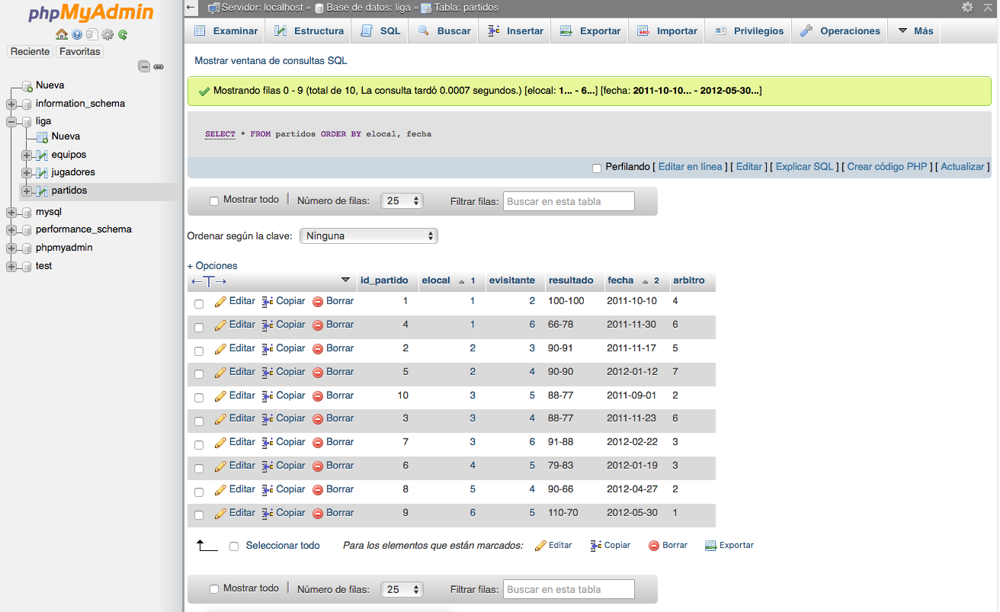 phpMyAdmin
Reciente Favoritas
Nueva
information_schema
liga
Nueva
equipos
jugadores
partidos
mysql
performance_schema
phpmyadmin
test
← Servidor: localhost » Base de datos: liga » Tabla: partidos
Examinar Estructura SQL Buscar Insertar Exportar Importar Privilegios Operaciones Más
Mostrar ventana de consultas SQL
Mostrando filas 0 - 9 (total de 10, La consulta tardó 0.0007 segundos.) [elocal: 1... - 6...] [fecha: 2011-10-10... - 2012-05-30...]
SELECT * FROM partidos ORDER BY elocal, fecha
Perfilando [ Editar en línea ] [ Editar ] [ Explicar SQL ] [ Crear código PHP ] [ Actualizar ]
Mostrar todo | Número de filas: 25 Filtrar filas: Buscar en esta tabla
Ordenar según la clave: Ninguna
+ Opciones
←T→ id_partido elocal 1 evisitante resultado fecha 2 arbitro
Editar Copiar Borrar 1 1 2 100-100 2011-10-10 4
Editar Copiar Borrar 4 1 6 66-78 2011-11-30 6
Editar Copiar Borrar 2 2 3 90-91 2011-11-17 5
Editar Copiar Borrar 5 2 4 90-90 2012-01-12 7
Editar Copiar Borrar 10 3 5 88-77 2011-09-01 2
Editar Copiar Borrar 3 3 4 88-77 2011-11-23 6
Editar Copiar Borrar 7 3 6 91-88 2012-02-22 3
Editar Copiar Borrar 6 4 5 79-83 2012-01-19 3
Editar Copiar Borrar 8 5 4 90-66 2012-04-27 2
Editar Copiar Borrar 9 6 5 110-70 2012-05-30 1
Seleccionar todo Para los elementos que están marcados: Editar Copiar Borrar Exportar
Mostrar todo | Número de filas: 25 Filtrar filas: Buscar en esta tabla